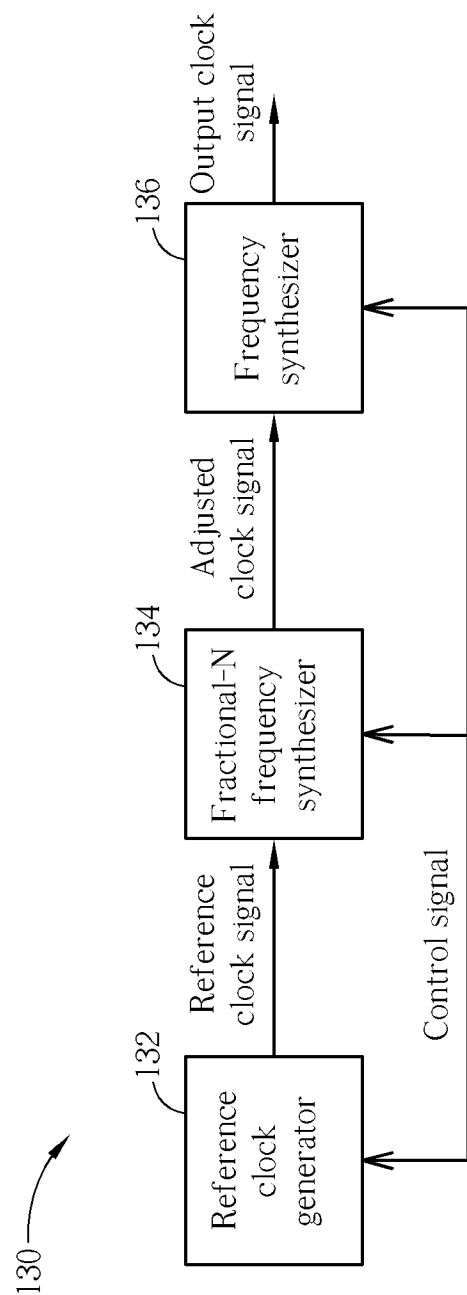 130
132
Reference
clock
generator
Reference
clock signal
134
Fractional-N
frequency
synthesizer
Adjusted
clock signal
136
Frequency
synthesizer
Output clock
signal
Control signal